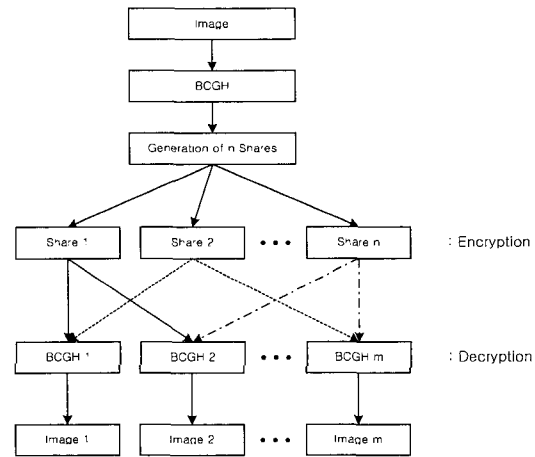 Image
BCGH
Generation of n Shares
Share 1 Share 2 • • • Share n : Encryption
BCGH 1 BCGH 2 • • • BCGH m : Decryption
Image 1 Image 2 • • • Image m